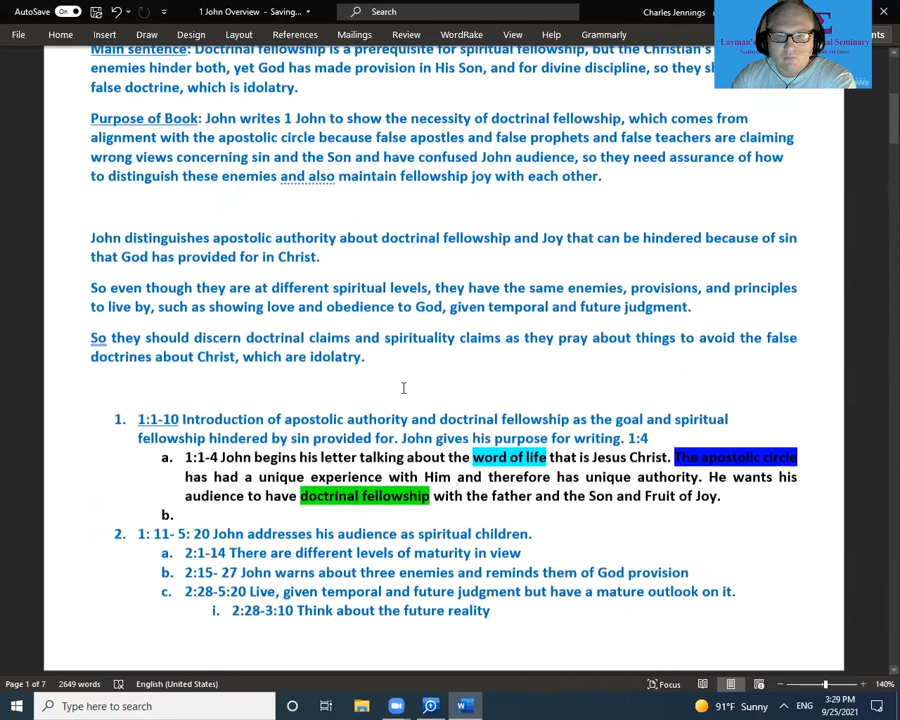 AutoSave On 1 John Overview - Saving... Search Charles Jennings
File Home Insert Draw Design Layout References Mailings Review WordRake View Help Grammarly
Layman's Seminary
Main sentence: Doctrinal fellowship is a prerequisite for spiritual fellowship, but the Christian's
enemies hinder both, yet God has made provision in His Son, and for divine discipline, so they
false doctrine, which is idolatry.
Purpose of Book: John writes 1 John to show the necessity of doctrinal fellowship, which comes from
alignment with the apostolic circle because false apostles and false prophets and false teachers are claiming
wrong views concerning sin and the Son and have confused John audience, so they need assurance of how
to distinguish these enemies and also maintain fellowship joy with each other.
John distinguishes apostolic authority about doctrinal fellowship and Joy that can be hindered because of sin
that God has provided for in Christ.
So even though they are at different spiritual levels, they have the same enemies, provisions, and principles
to live by, such as showing love and obedience to God, given temporal and future judgment.
So they should discern doctrinal claims and spirituality claims as they pray about things to avoid the false
doctrines about Christ, which are idolatry.
1. 1:1-10 Introduction of apostolic authority and doctrinal fellowship as the goal and spiritual
fellowship hindered by sin provided for. John gives his purpose for writing. 1:4
a. 1:1-4 John begins his letter talking about the word of life that is Jesus Christ. The apostolic circle
has had a unique experience with Him and therefore has unique authority. He wants his
audience to have doctrinal fellowship with the father and the Son and Fruit of Joy.
b.
2. 1: 11- 5: 20 John addresses his audience as spiritual children.
a. 2:1-14 There are different levels of maturity in view
b. 2:15- 27 John warns about three enemies and reminds them of God provision
c. 2:28-5:20 Live, given temporal and future judgment but have a mature outlook on it.
i. 2:28-3:10 Think about the future reality
Page 1 of 7 2649 words English (United States) Focus 140%
Type here to search 91°F Sunny ENG 3:29 PM
9/25/2021